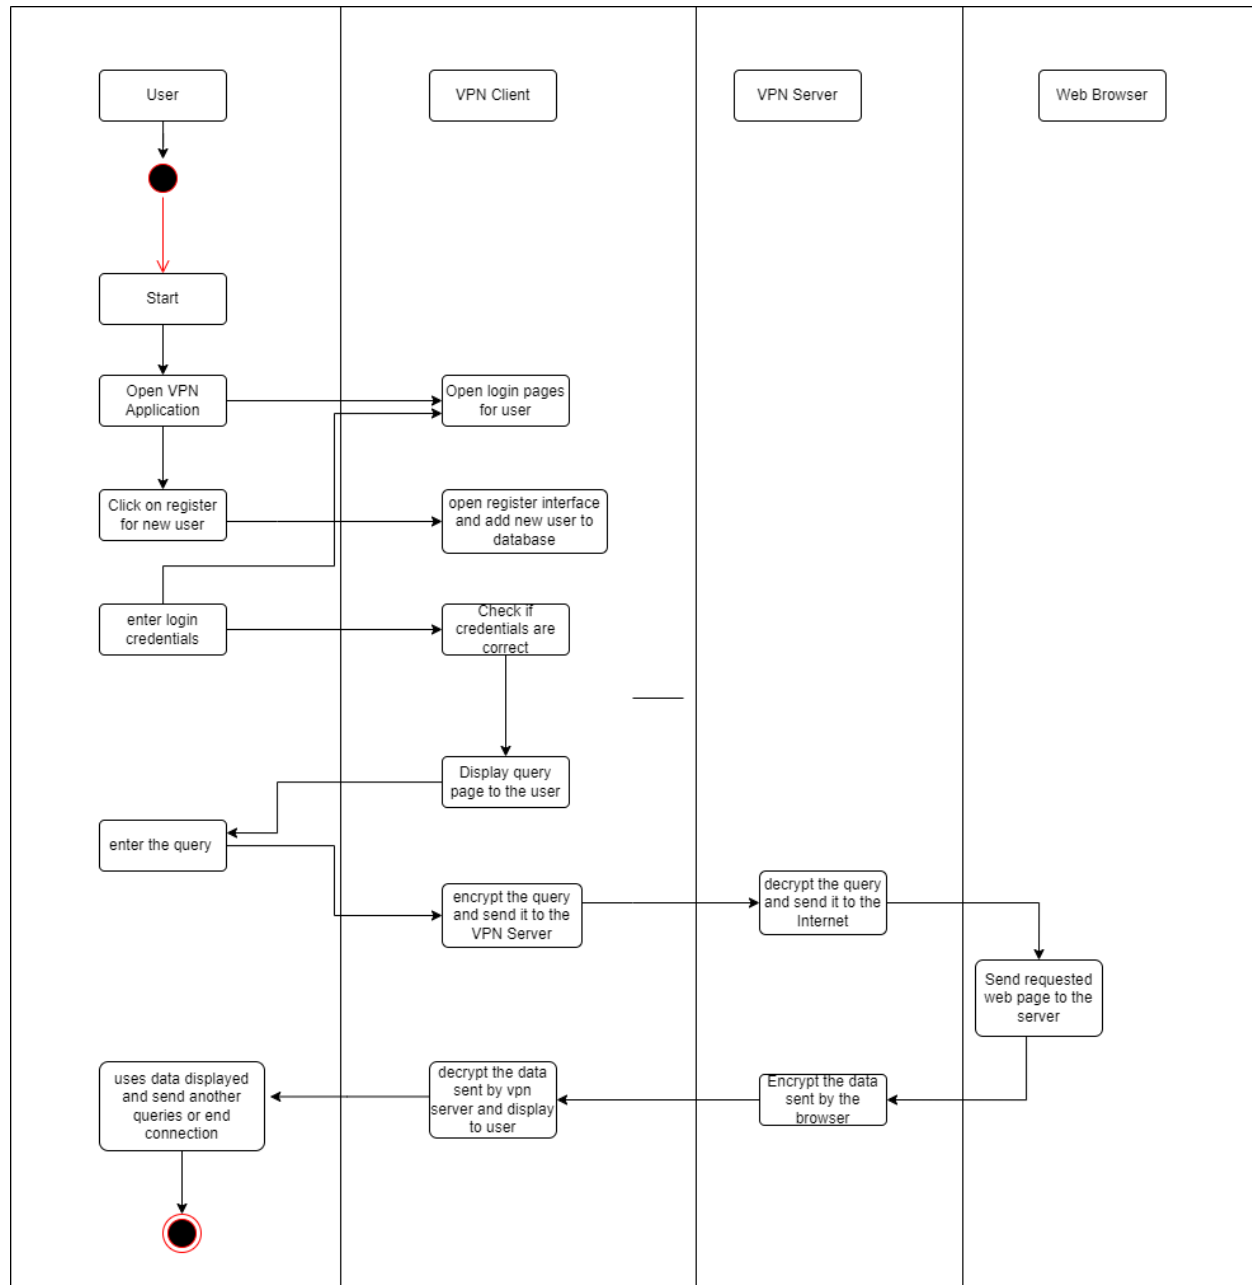 User
VPN Client
VPN Server
Web Browser
Start
Open VPN
Application
Open login pages
for user
Click on register
for new user
open register interface
and add new user to
database
enter login
credentials
Check if
credentials are
correct
Display query
page to the user
enter the query
encrypt the query
and send it to the
VPN Server
decrypt the query
and send it to the
Internet
Send requested
web page to the
server
uses data displayed
and send another
queries or end
connection
decrypt the data
sent by vpn
server and display
to user
Encrypt the data
sent by the
browser